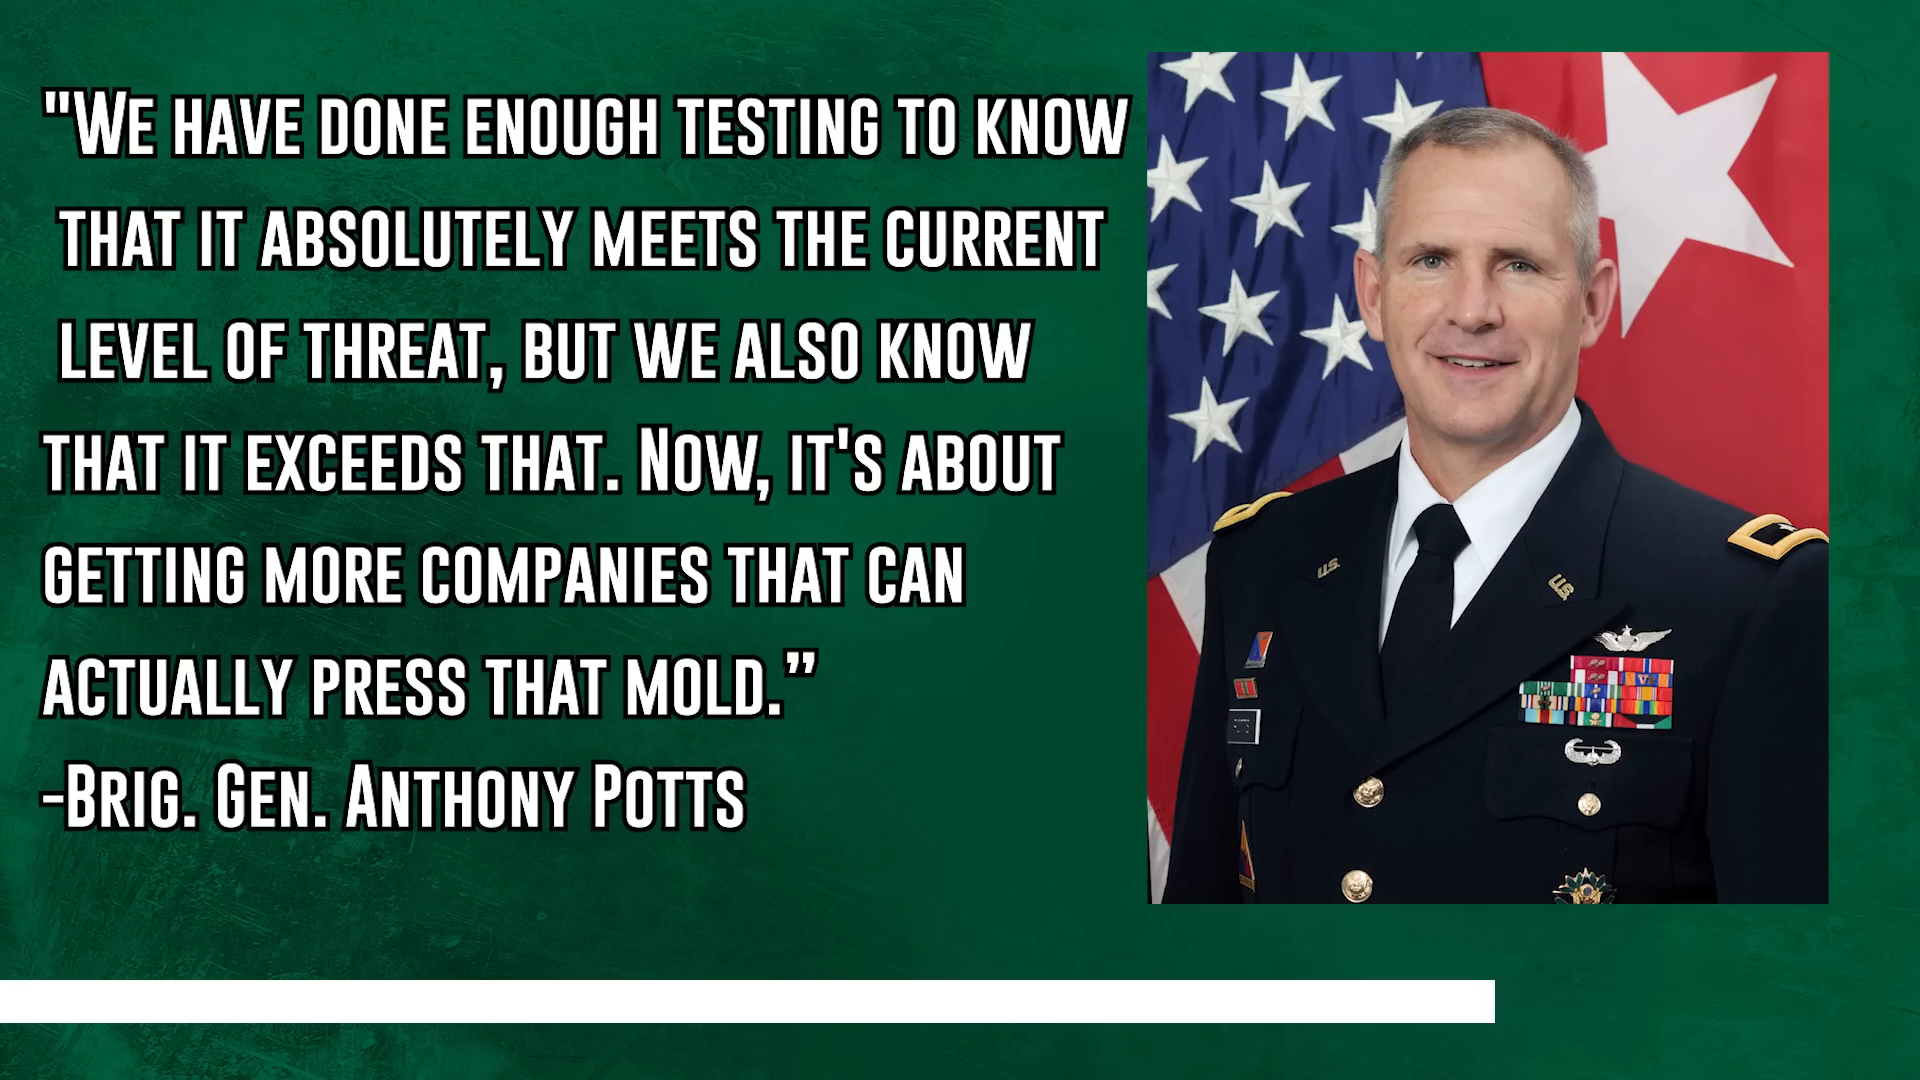 "We have done enough testing to know
that it absolutely meets the current
level of threat, but we also know
that it exceeds that. Now, it's about
getting more companies that can
actually press that mold.”
-Brig. Gen. Anthony Potts
U.S.
U.S.